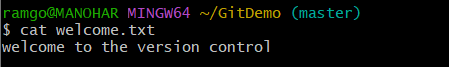 ramgo@MANOHAR MINGW64 ~/GitDemo (master)
$ cat welcome.txt
welcome to the version control